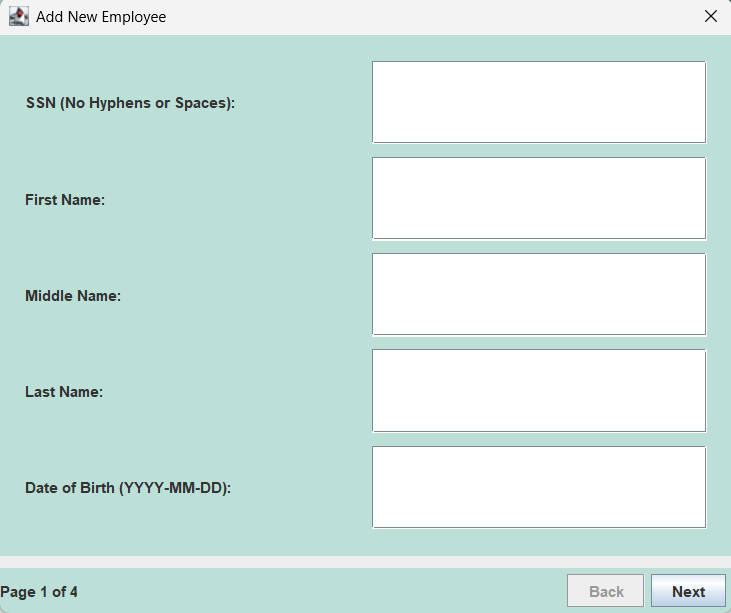 Add New Employee
SSN (No Hyphens or Spaces):
First Name:
Middle Name:
Last Name:
Date of Birth (YYYY-MM-DD):
Page 1 of 4
Back
Next